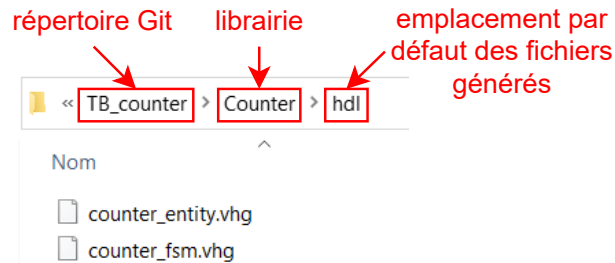 répertoire Git
librairie
emplacement par
défaut des fichiers
générés
« TB_counter > Counter > hdl
Nom
counter_entity.vhg
counter_fsm.vhg